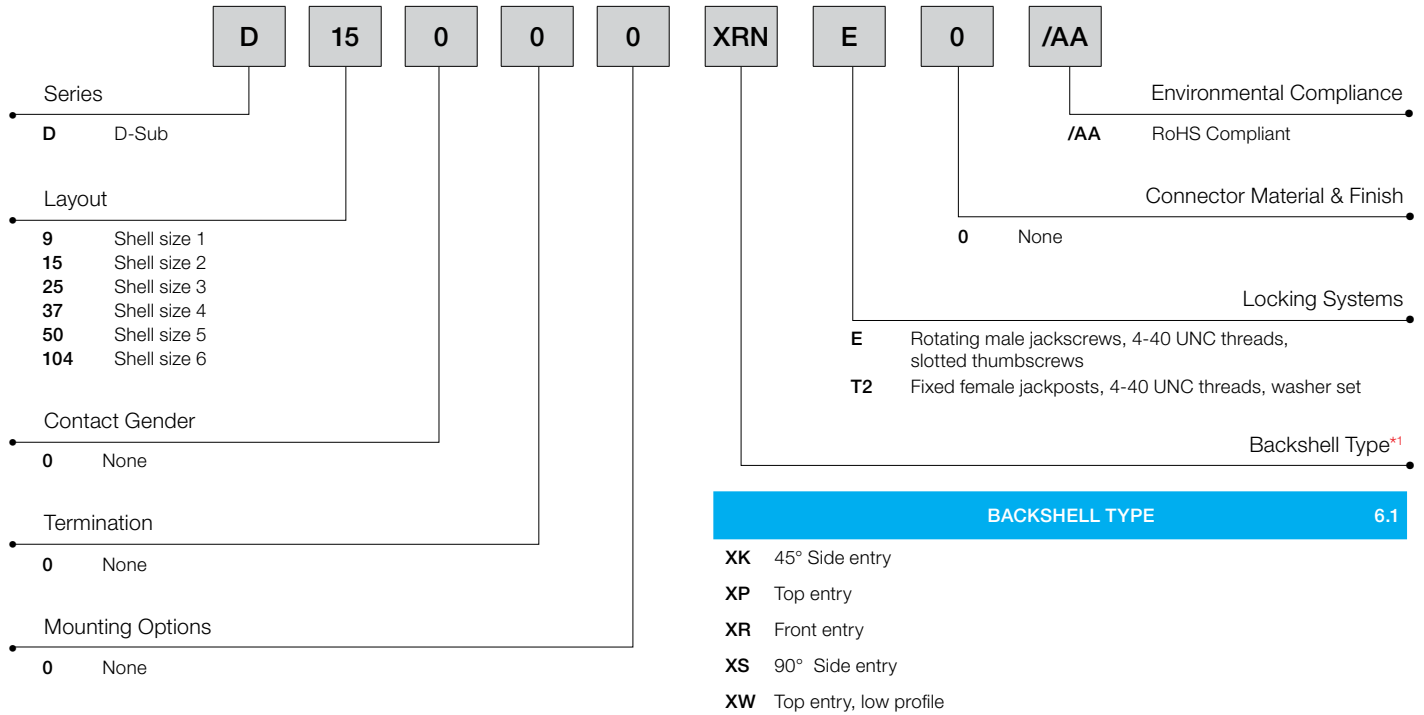 D 15 0 0 0 XRN E 0 /AA
Series
D D-Sub
Layout
9 Shell size 1
15 Shell size 2
25 Shell size 3
37 Shell size 4
50 Shell size 5
104 Shell size 6
Contact Gender
0 None
Termination
0 None
Mounting Options
0 None
Environmental Compliance
/AA RoHS Compliant
Connector Material & Finish
0 None
Locking Systems
E Rotating male jackscrews, 4-40 UNC threads,
slotted thumbscrews
T2 Fixed female jackposts, 4-40 UNC threads, washer set
Backshell Type*1
BACKSHELL TYPE 6.1
XK 45° Side entry
XP Top entry
XR Front entry
XS 90° Side entry
XW Top entry, low profile